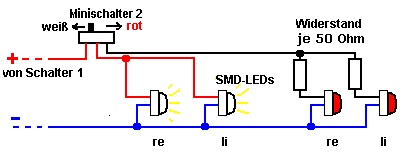 Minischalter 2
weiß rot
Widerstand
je 50 Ohm
+
von Schalter 1
SMD-LEDs
-
re li re li